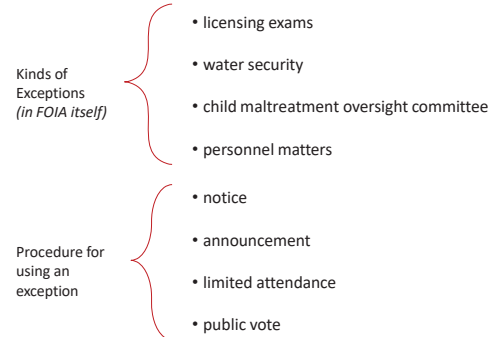 Kinds of
Exceptions
(in FOIA itself)
• licensing exams
• water security
• child maltreatment oversight committee
• personnel matters
Procedure for
using an
exception
• notice
• announcement
• limited attendance
• public vote